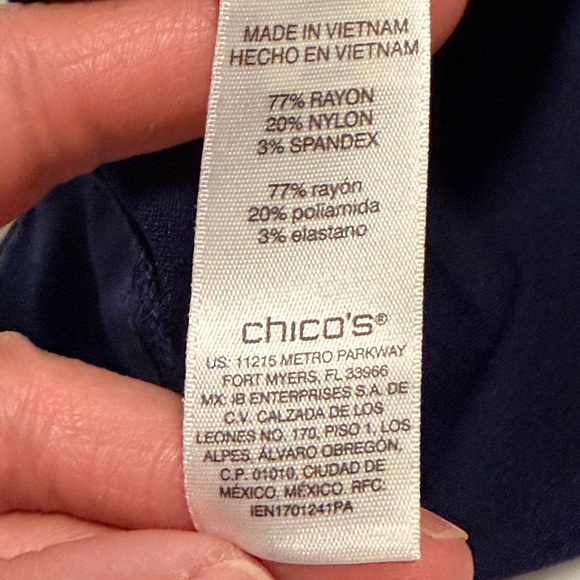 MADE IN VIETNAM
HECHO EN VIETNAM
77% RAYON
20% NYLON
3% SPANDEX
77% rayón
20% poliamida
3% elastano
chico's®
US: 11215 METRO PARKWAY
FORT MYERS, FL 33966
MX: IB ENTERPRISES S.A. DE
C.V. CALZADA DE LOS
LEONES NO. 170, PISO 1, LOS
ALPES, ÁLVARO OBREGÓN,
C.P. 01010, CIUDAD DE
MÉXICO, MÉXICO. RFC:
IEN1701241PA